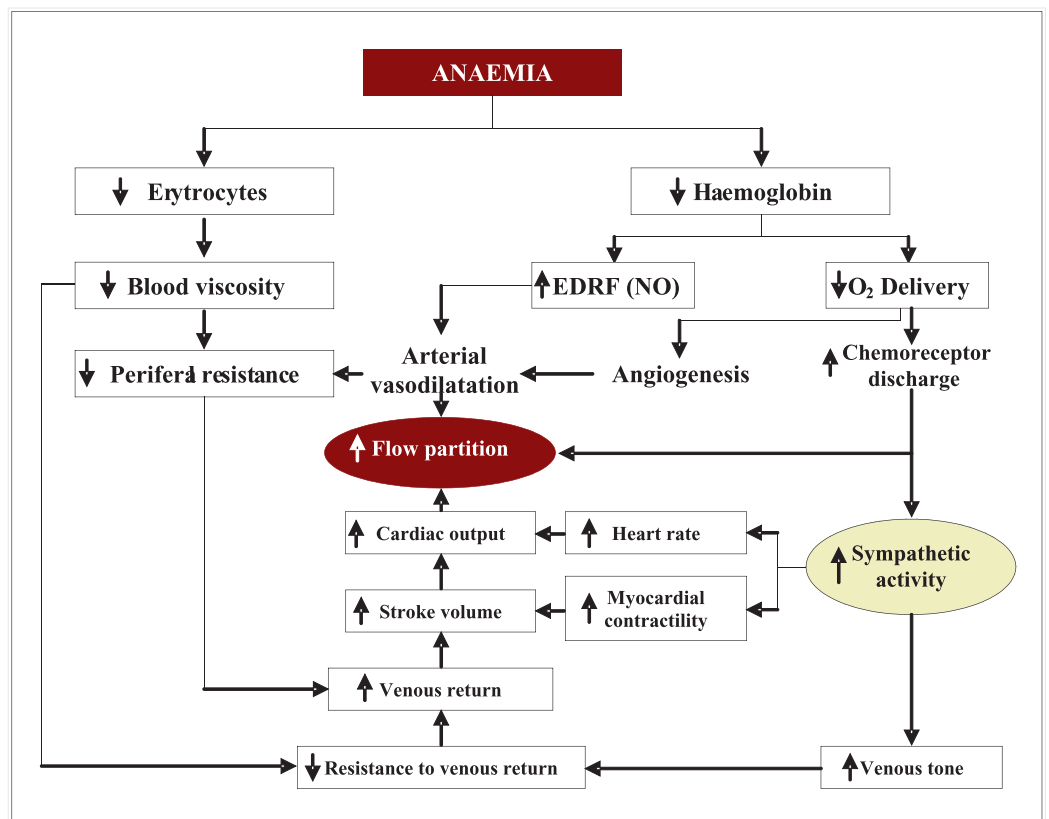 ANAEMIA
Erytrocytes
Haemoglobin
Blood viscosity
EDRF (NO)
O₂ Delivery
Periferal resistance
Arterial
vasodilatation
Angiogenesis
Chemoreceptor
discharge
Flow partition
Cardiac output
Heart rate
Sympathetic
activity
Stroke volume
Myocardial
contractility
Venous return
Resistance to venous return
Venous tone